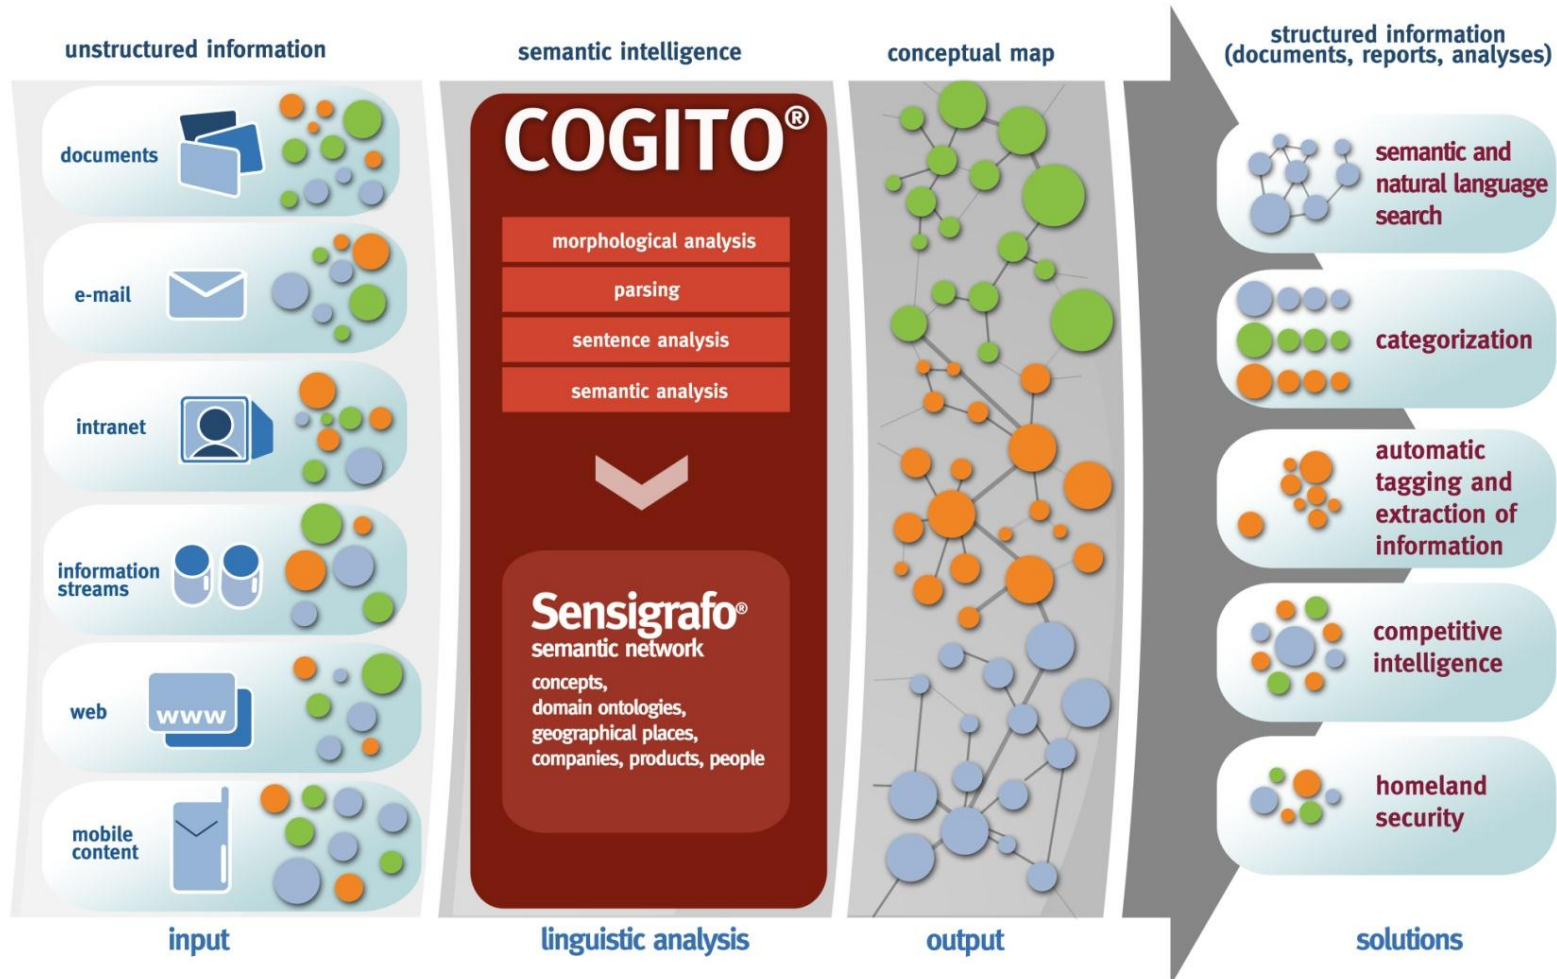 unstructured information
semantic intelligence
conceptual map
structured information
(documents, reports, analyses)
documents
e-mail
intranet
information
streams
web
www
mobile
content
COGITO®
morphological analysis
parsing
sentence analysis
semantic analysis
Sensigrafo®
semantic network
concepts,
domain ontologies,
geographical places,
companies, products, people
semantic and
natural language
search
categorization
automatic
tagging and
extraction of
information
competitive
intelligence
homeland
security
input
linguistic analysis
output
solutions